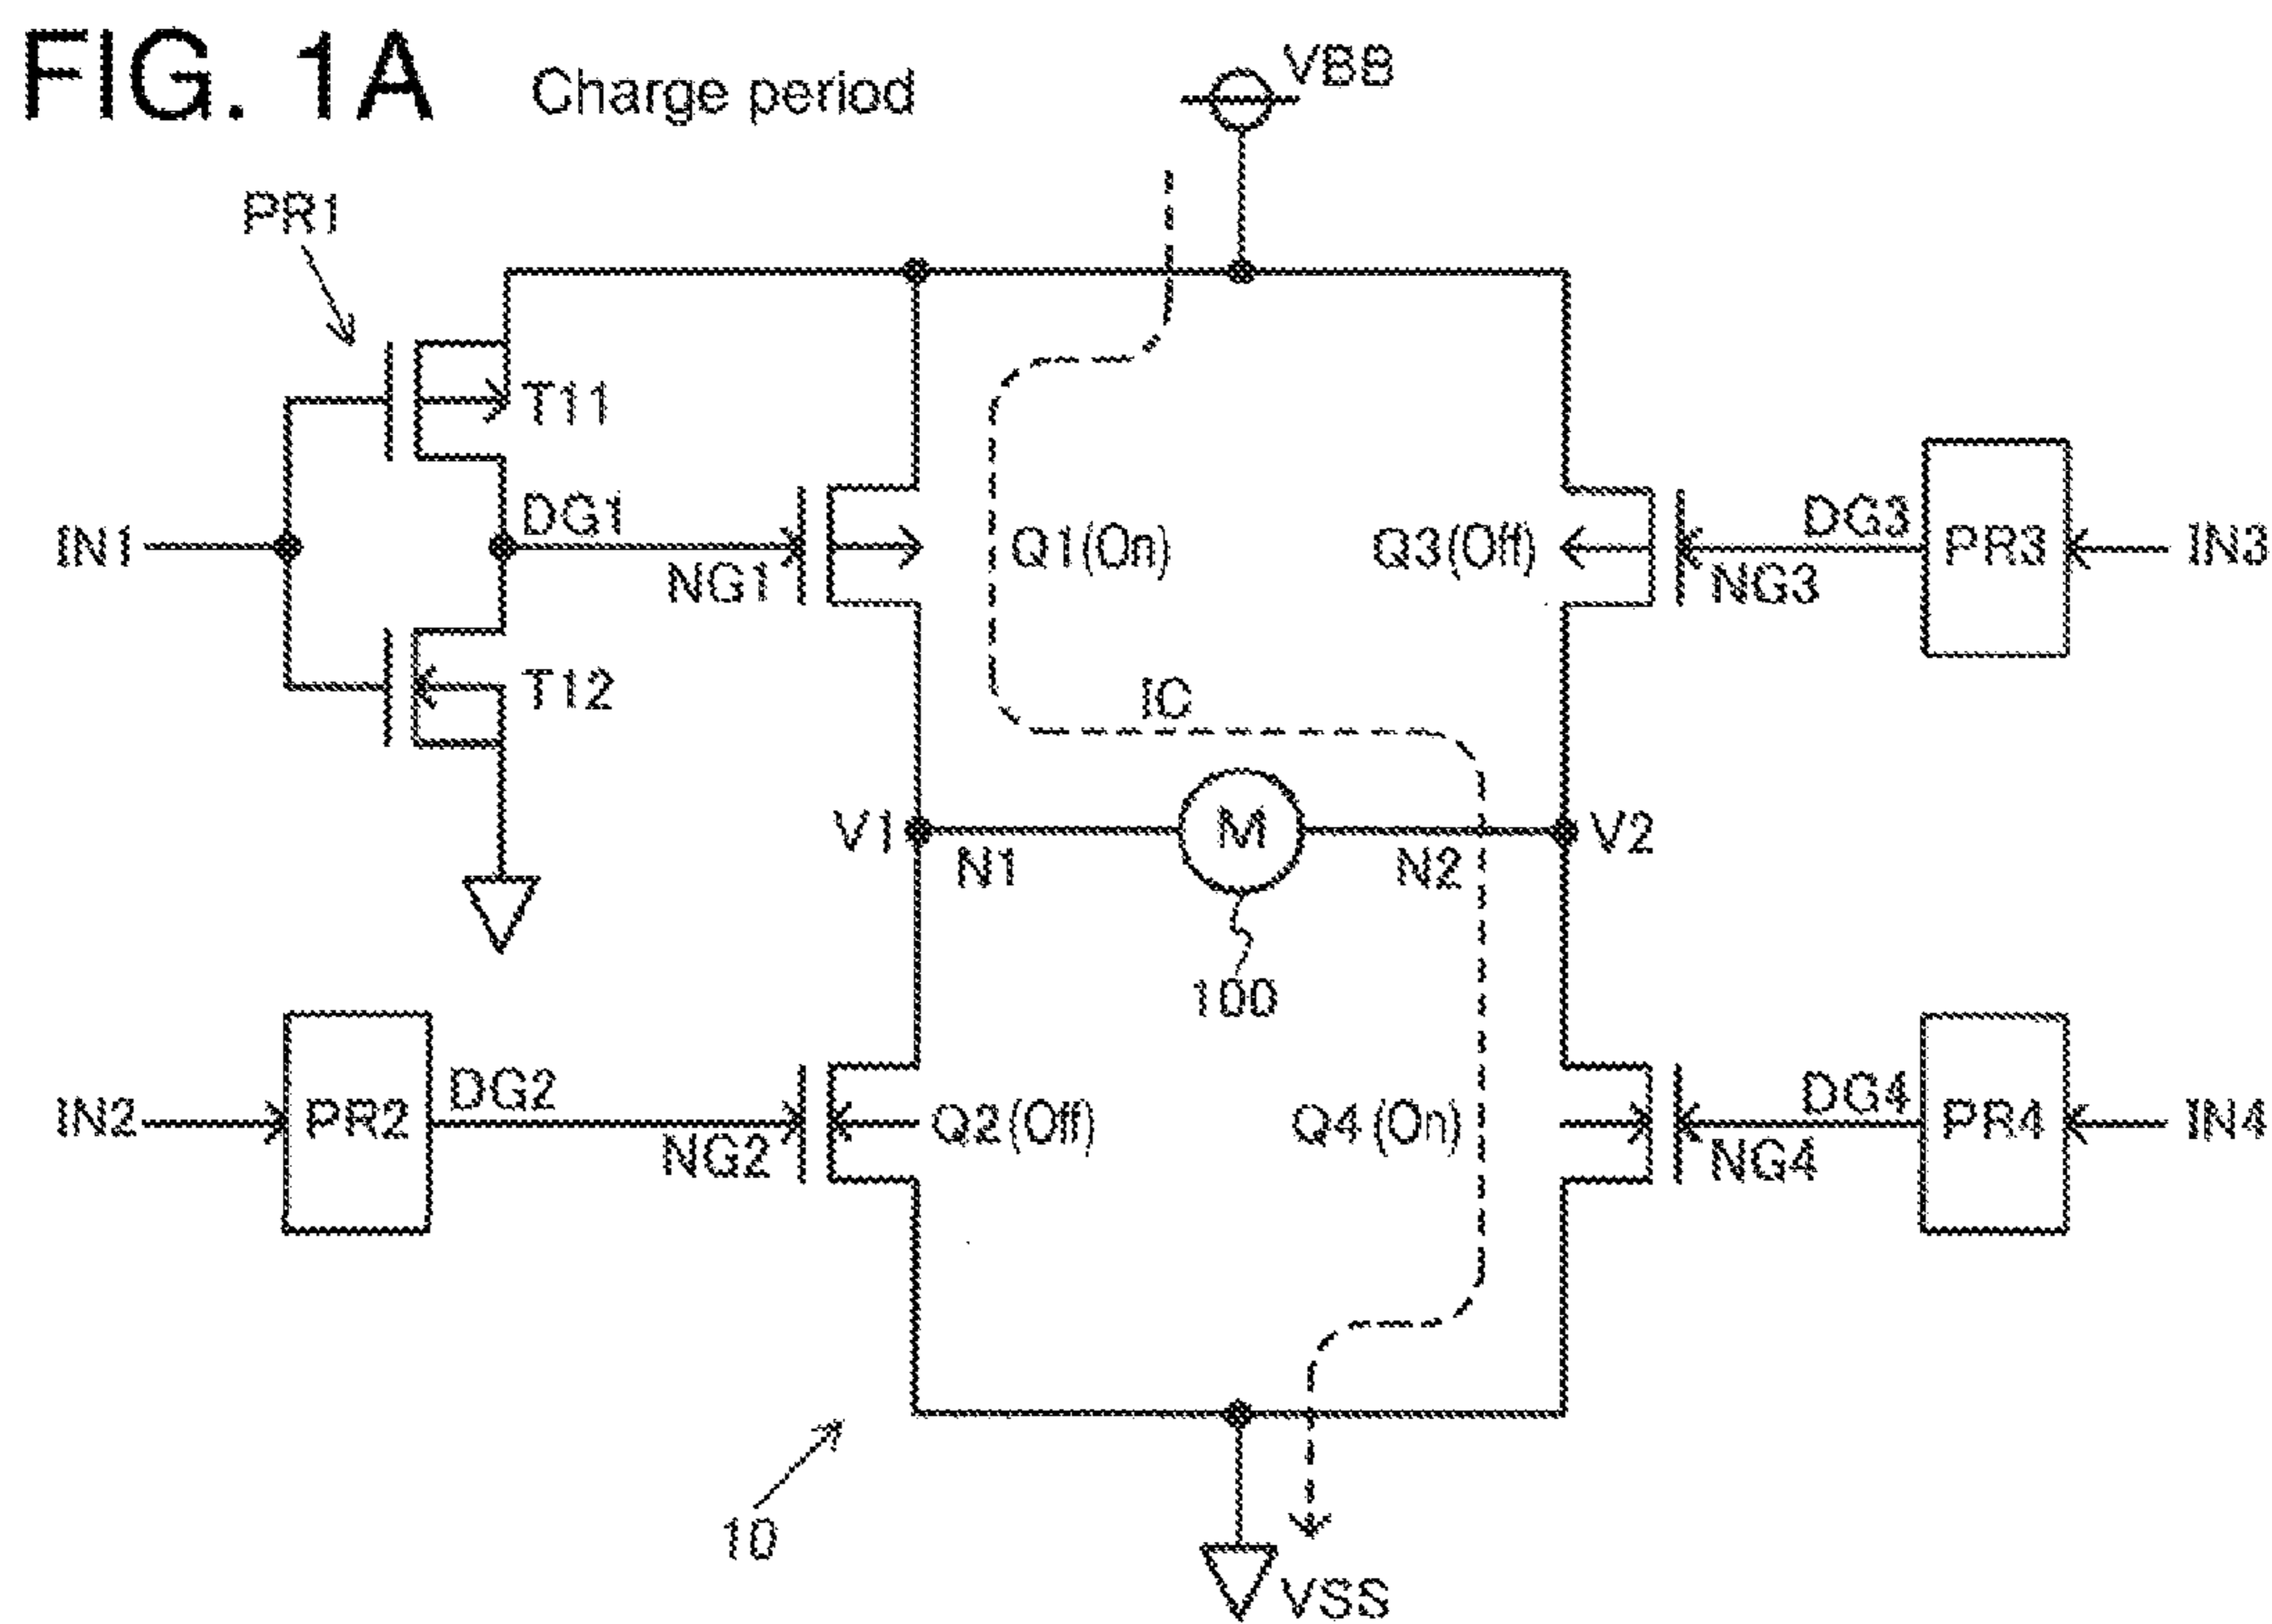 FIG. 1A Charge period
VBB
PR1
T11
DG1
IN1
NG1
Q1(On)
Q3(Off)
DG3
NG3
PR3
IN3
T12
IC
V1
N1
M
N2
V2
100
IN2
PR2
DG2
NG2
Q2(Off)
Q4(On)
DG4
NG4
PR4
IN4
10
VSS